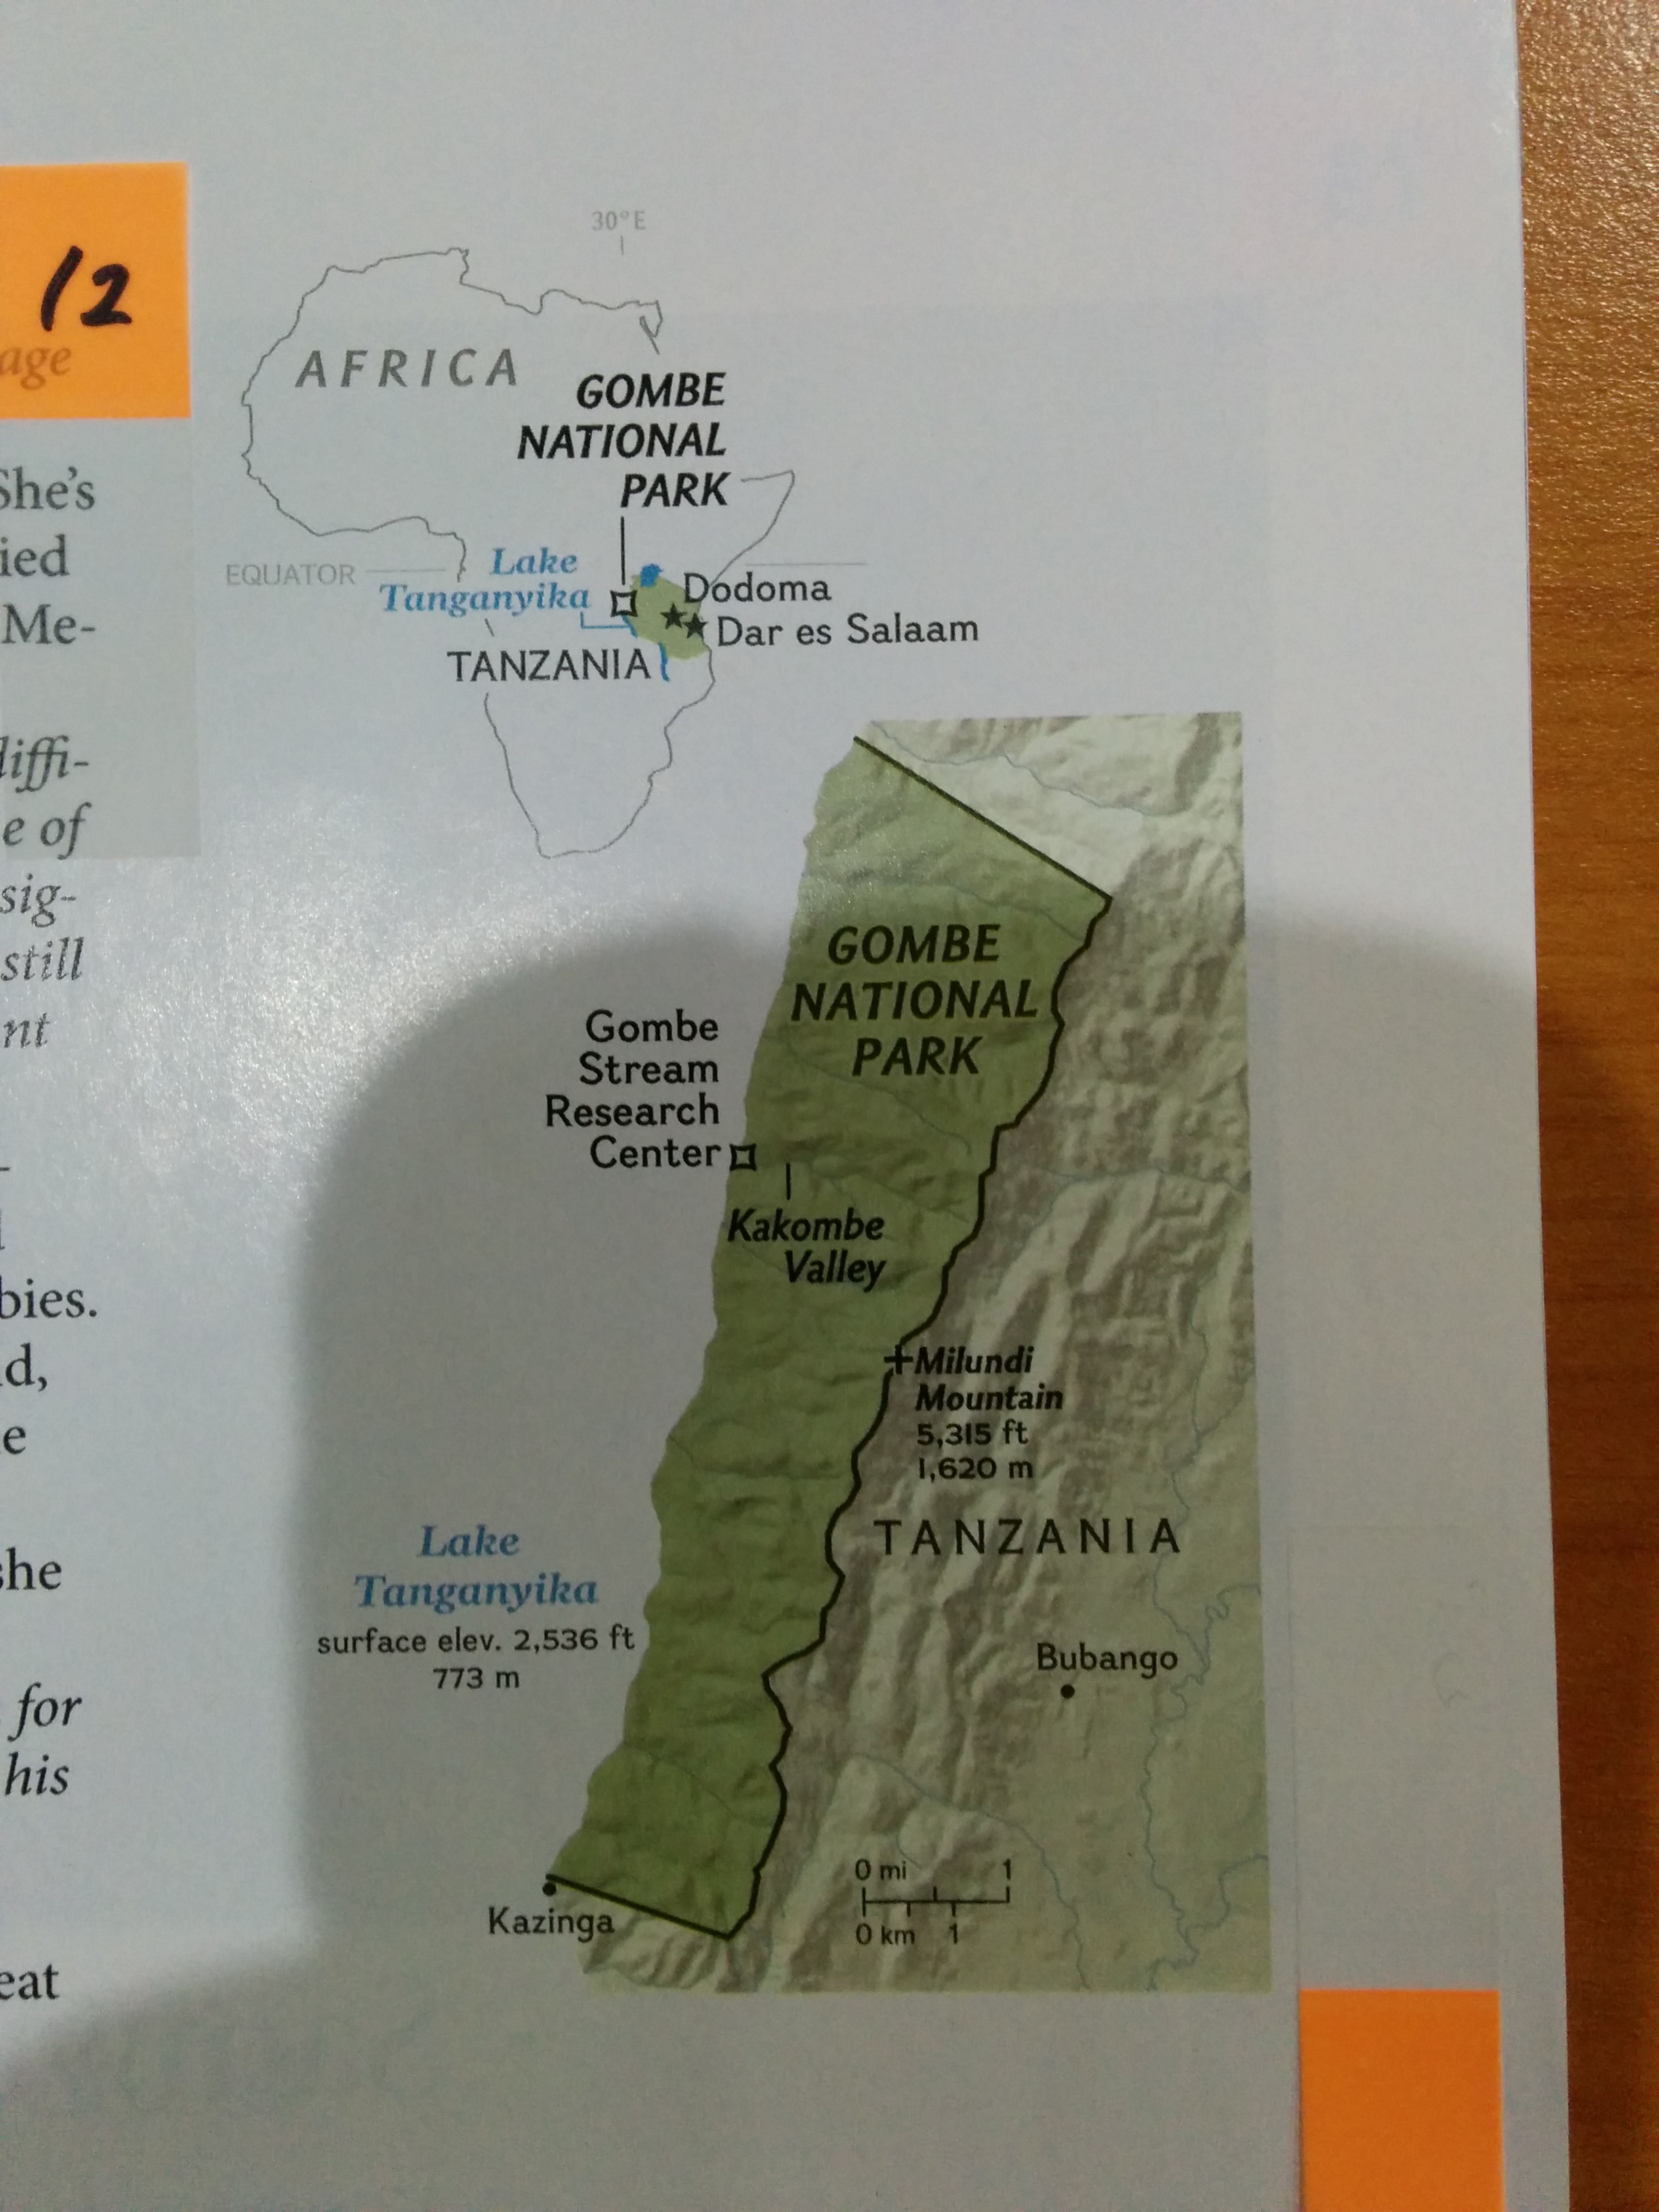 12
age
She's
ied
Me-
diffi-
e of
sig-
still
nt
bies.
d,
e
she
for
his
eat
30°E
AFRICA
GOMBE
NATIONAL
PARK
EQUATOR
Lake
Tanganyika
Dodoma
Dar es Salaam
TANZANIA
GOMBE
NATIONAL
PARK
Gombe
Stream
Research
Center
Kakombe
Valley
Milundi
Mountain
5,315 ft
1,620 m
TANZANIA
Lake
Tanganyika
surface elev. 2,536 ft
773 m
Bubango
Kazinga
0 mi 1
0 km 1